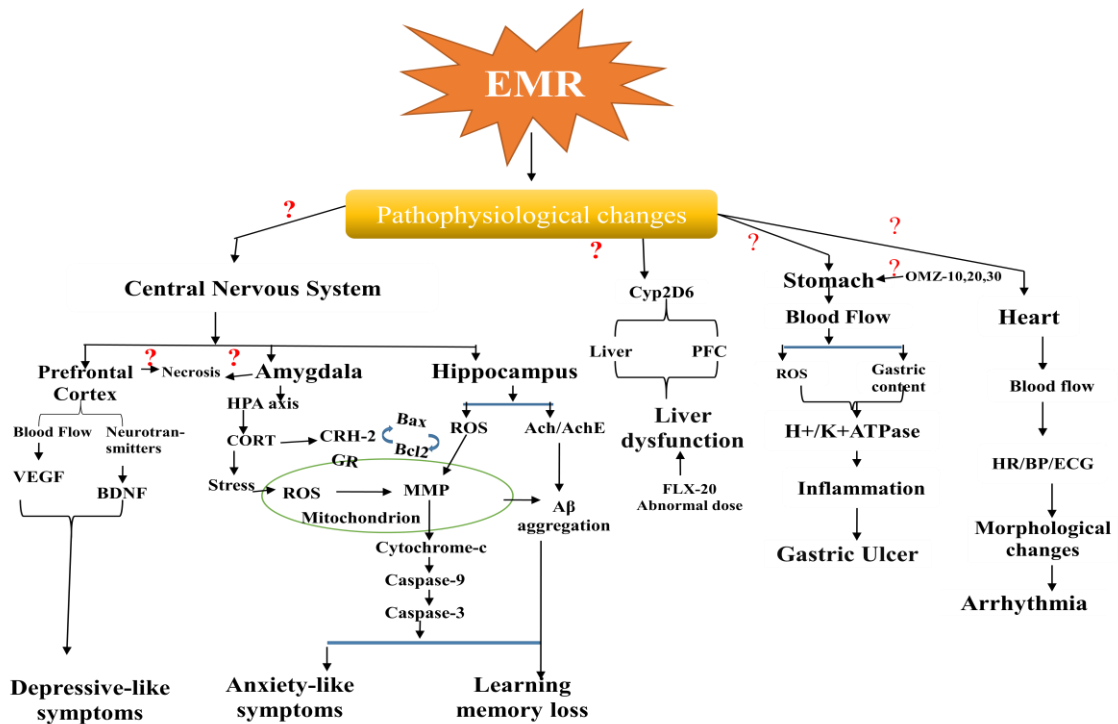 EMR
Pathophysiological changes
?
?
?
?
?
Central Nervous System
Cyp2D6
Stomach
OMZ-10,20,30
Heart
Blood Flow
Liver
PFC
Prefrontal
Cortex
?
Necrosis
?
Amygdala
Hippocampus
ROS
Gastric
content
Blood flow
HPA axis
Blood Flow
Neurotran-
smitters
CORT
CRH-2
Bax
Bcl2
GR
ROS
Ach/AchE
Liver
dysfunction
H+/K+ATPase
VEGF
BDNF
Stress
ROS
MMP
Mitochondrion
Aβ
aggregation
FLX-20
Abnormal dose
Inflammation
HR/BP/ECG
Cytochrome-c
Caspase-9
Caspase-3
Gastric Ulcer
Morphological
changes
Arrhythmia
Depressive-like
symptoms
Anxiety-like
symptoms
Learning
memory loss